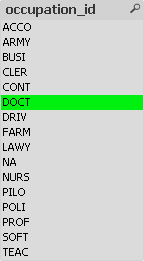 occupation_id
ACCO
ARMY
BUSI
CLER
CONT
DOCT
DRIV
FARM
LAWY
NA
NURS
PILO
POLI
PROF
SOFT
TEAC